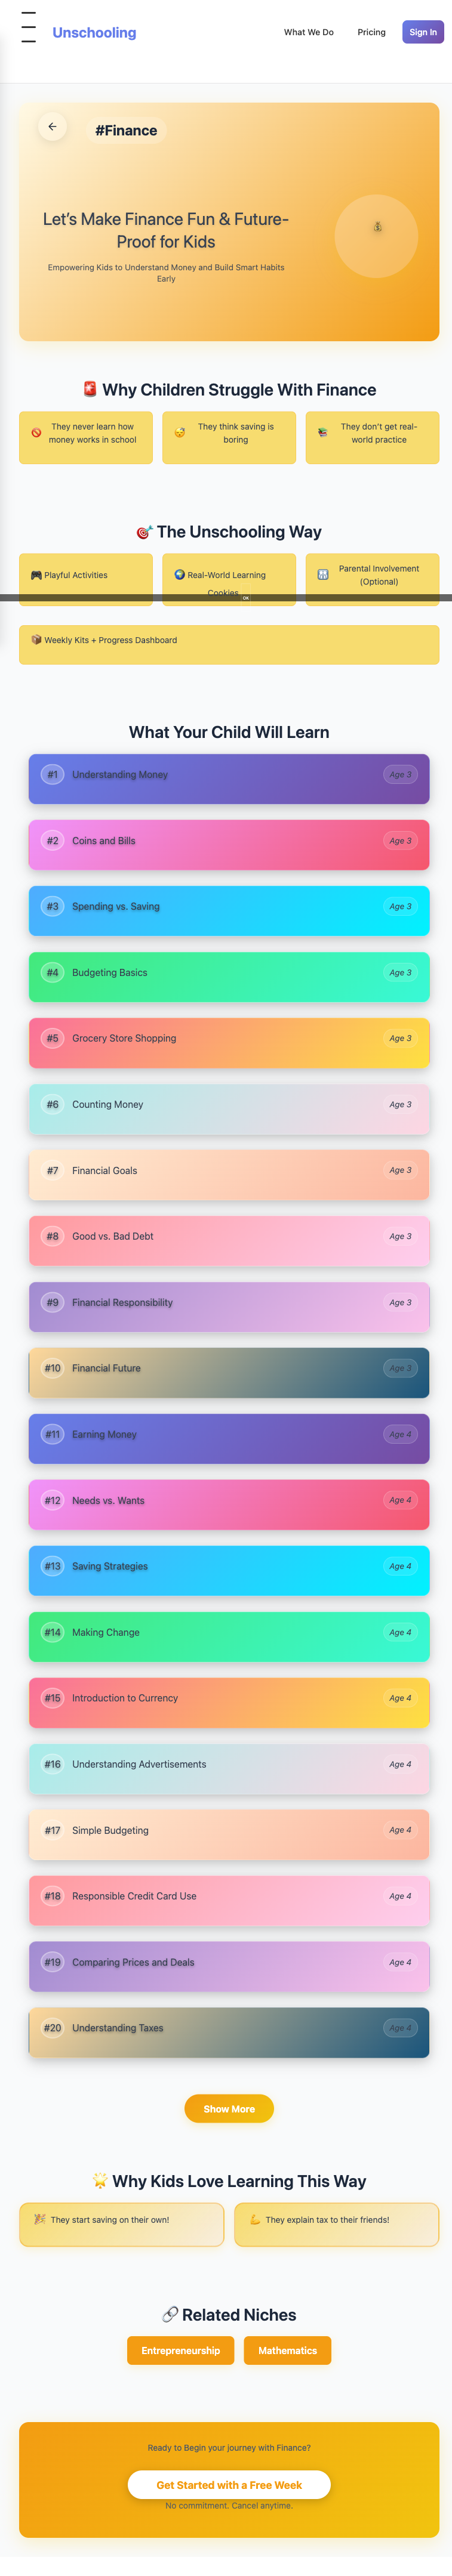 Unschooling
What We Do
Pricing
Sign In
#Finance
Let's Make Finance Fun & Future-
Proof for Kids
Empowering Kids to Understand Money and Build Smart Habits
Early
Why Children Struggle With Finance
They never learn how
money works in school
They think saving is
boring
They don't get real-
world practice
The Unschooling Way
Playful Activities
Real-World Learning
Parental Involvement
(Optional)
Cookies
OK
Weekly Kits + Progress Dashboard
What Your Child Will Learn
#1 Understanding Money Age 3
#2 Coins and Bills Age 3
#3 Spending vs. Saving Age 3
#4 Budgeting Basics Age 3
#5 Grocery Store Shopping Age 3
#6 Counting Money Age 3
#7 Financial Goals Age 3
#8 Good vs. Bad Debt Age 3
#9 Financial Responsibility Age 3
#10 Financial Future Age 3
#11 Earning Money Age 4
#12 Needs vs. Wants Age 4
#13 Saving Strategies Age 4
#14 Making Change Age 4
#15 Introduction to Currency Age 4
#16 Understanding Advertisements Age 4
#17 Simple Budgeting Age 4
#18 Responsible Credit Card Use Age 4
#19 Comparing Prices and Deals Age 4
#20 Understanding Taxes Age 4
Show More
Why Kids Love Learning This Way
They start saving on their own!
They explain tax to their friends!
Related Niches
Entrepreneurship
Mathematics
Ready to Begin your journey with Finance?
Get Started with a Free Week
No commitment. Cancel anytime.